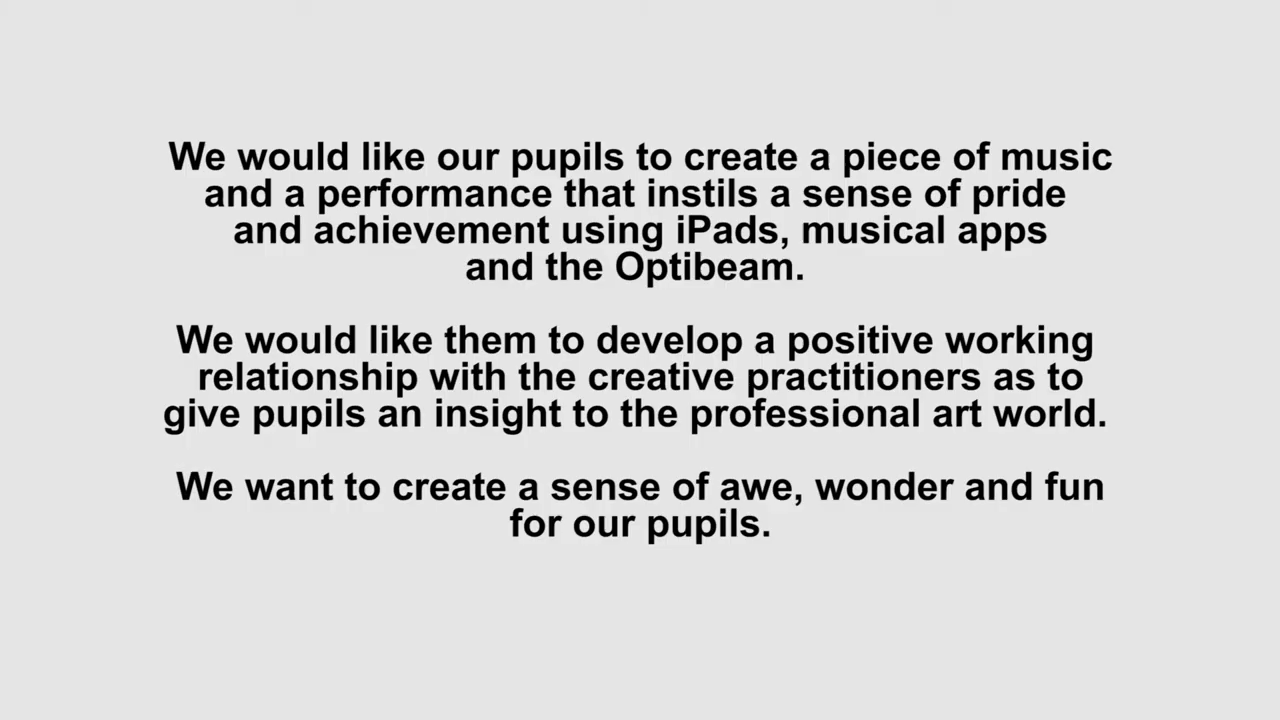 We would like our pupils to create a piece of music
and a performance that instils a sense of pride
and achievement using iPads, musical apps
and the Optibeam.
We would like them to develop a positive working
relationship with the creative practitioners as to
give pupils an insight to the professional art world.
We want to create a sense of awe, wonder and fun
for our pupils.